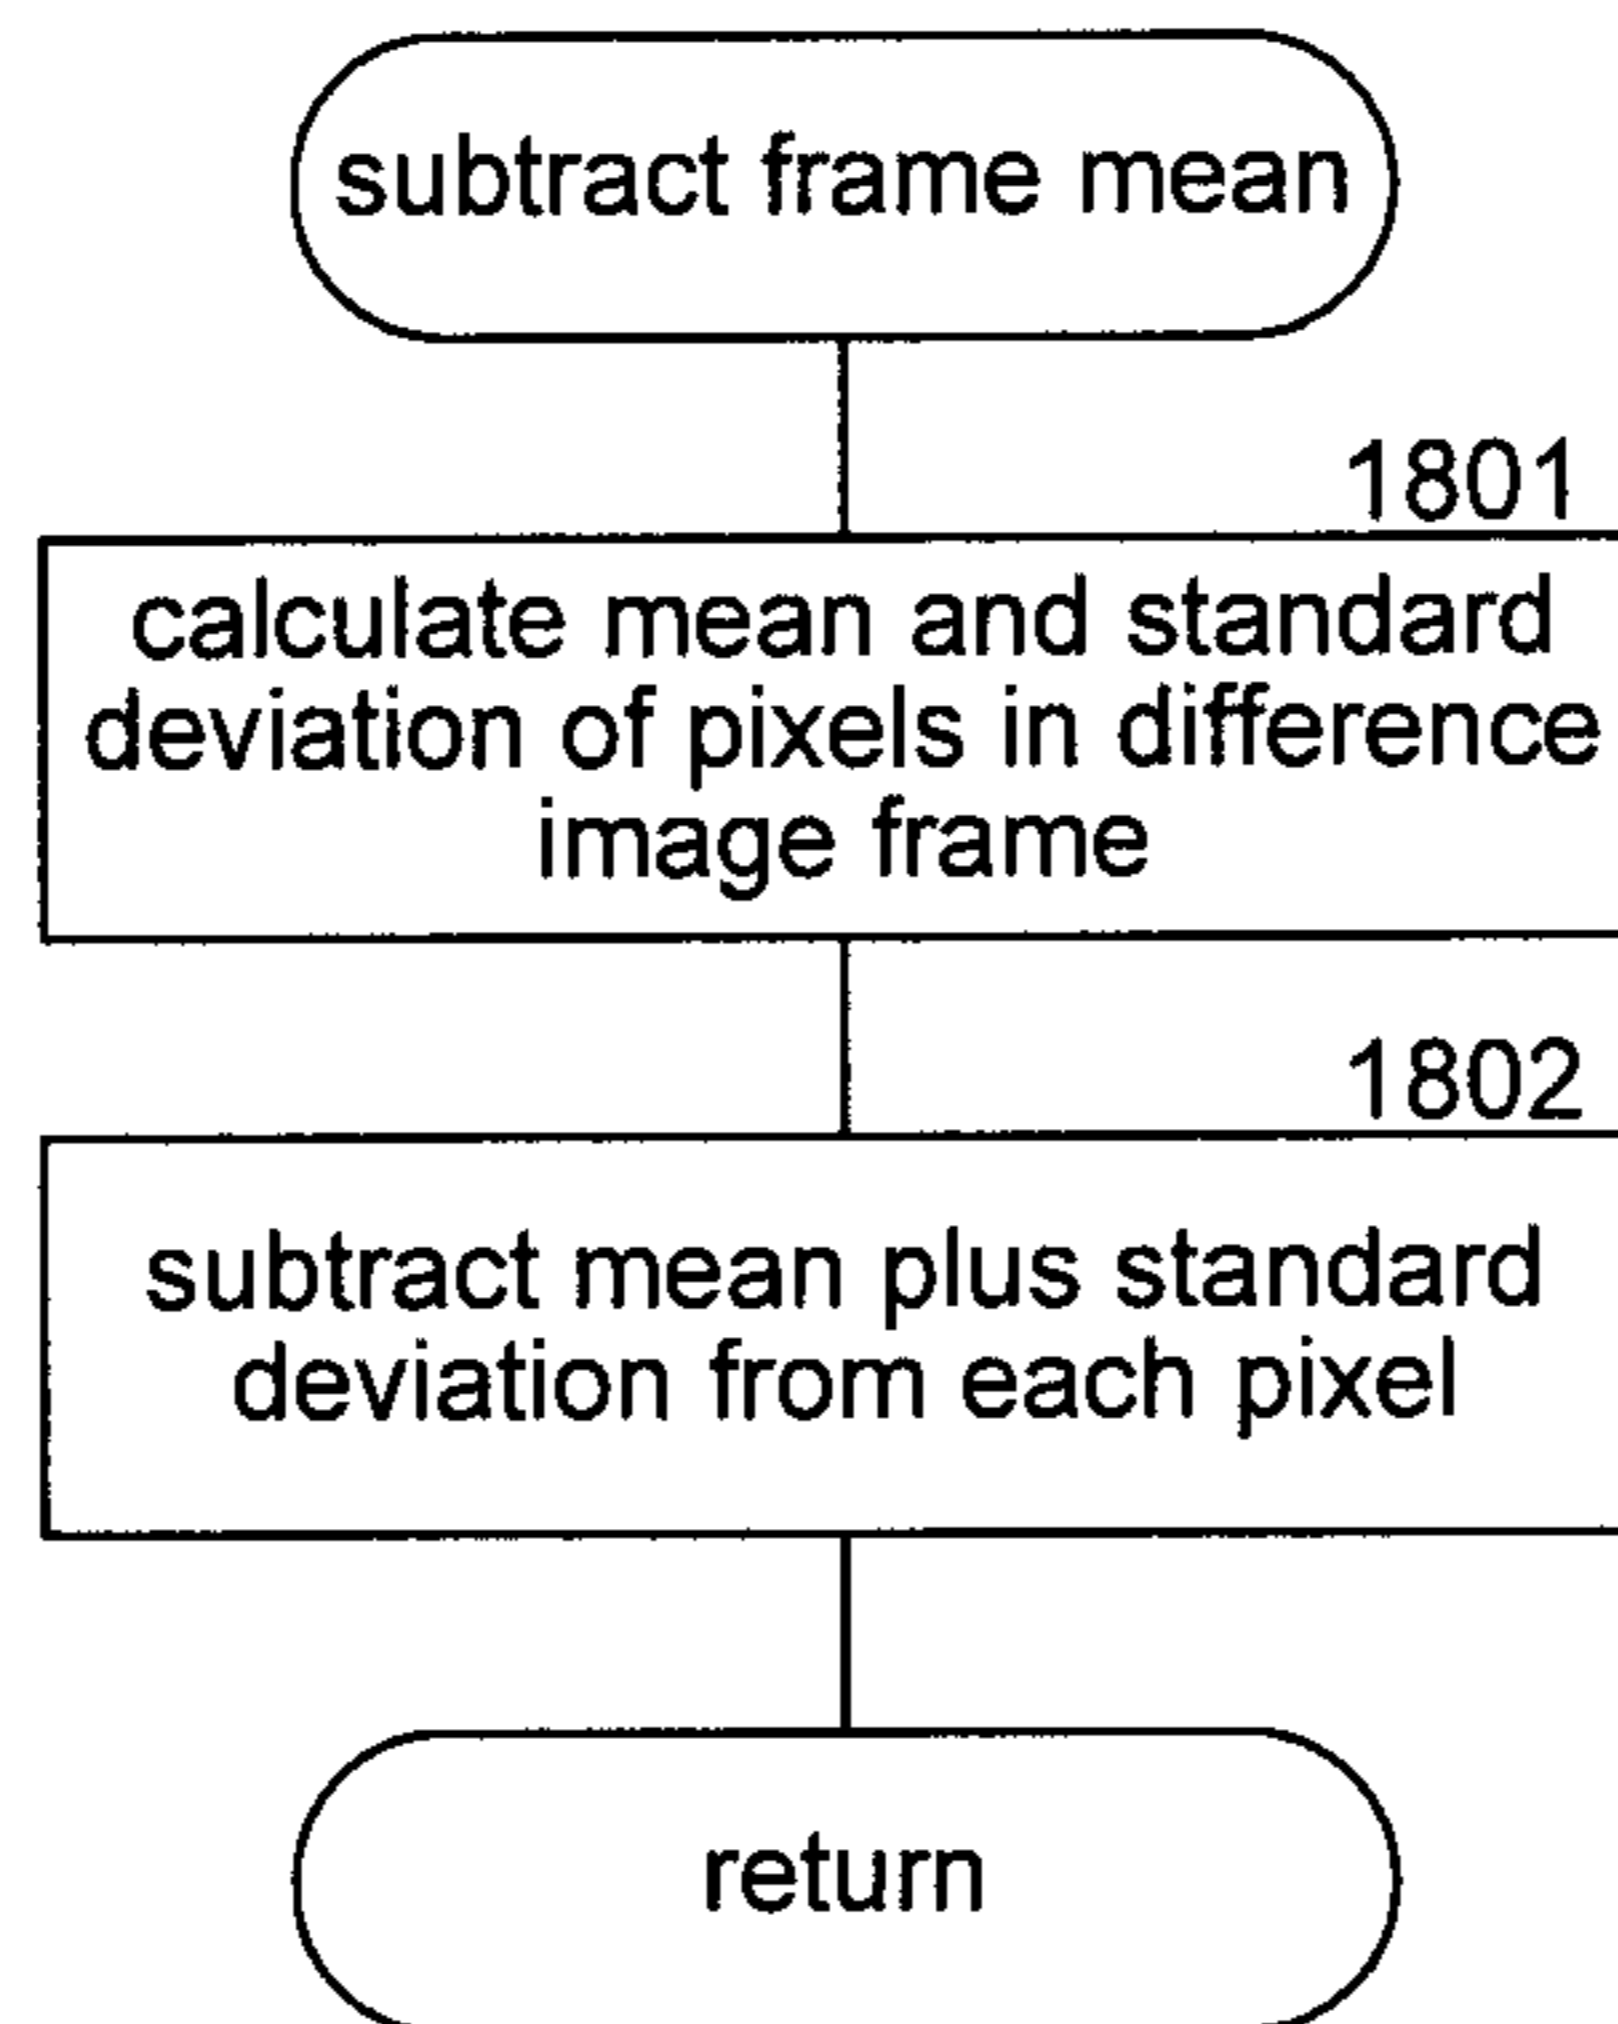 subtract frame mean
1801
calculate mean and standard
deviation of pixels in difference
image frame
1802
subtract mean plus standard
deviation from each pixel
return